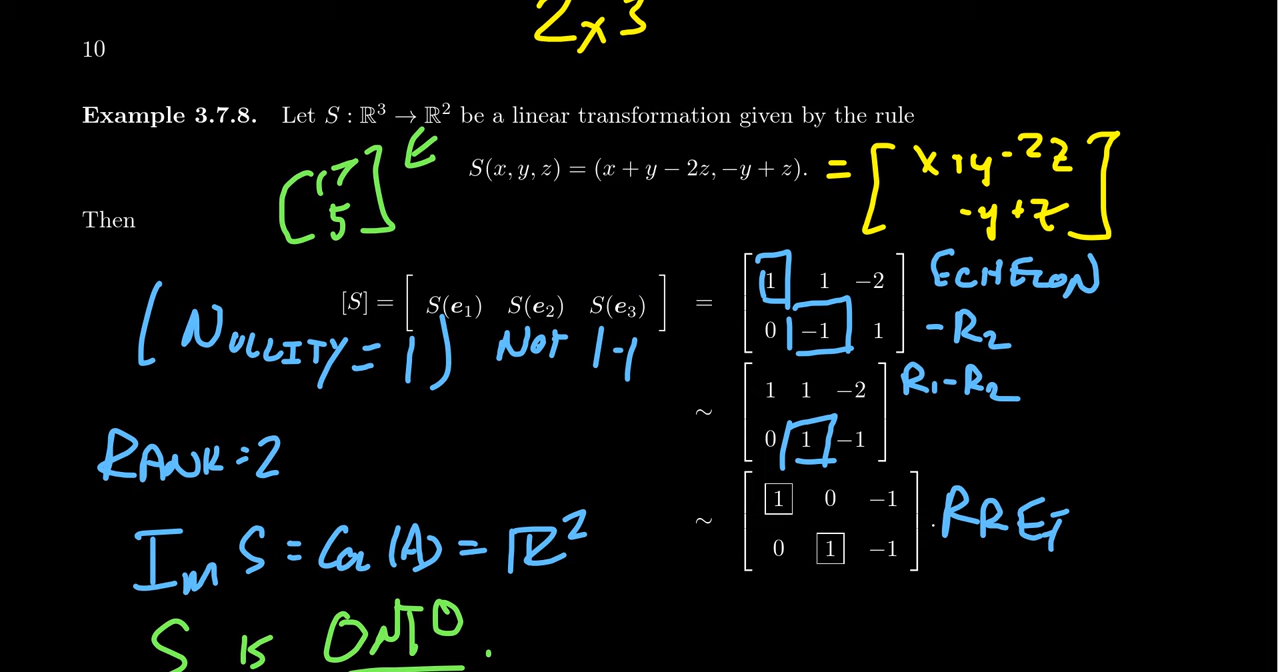 2x3
10
Example 3.7.8. Let S : ℝ³ → ℝ² be a linear transformation given by the rule
S(x, y, z) = (x + y − 2z, −y + z). = [ x+y-2z
-y+z ]
[ 17
5 ]
Then
[S] = [ S(e₁) S(e₂) S(e₃) ] = [ 1 1 −2 ECHELON
0 −1 1 ] -R₂
(NULLITY = 1) NOT 1-1
∼ [ 1 1 −2 R₁-R₂
0 1 −1 ]
RANK = 2
∼ [ 1 0 −1
0 1 −1 ] . RREF
Im S = Col(A) = ℝ²
S is ONTO.